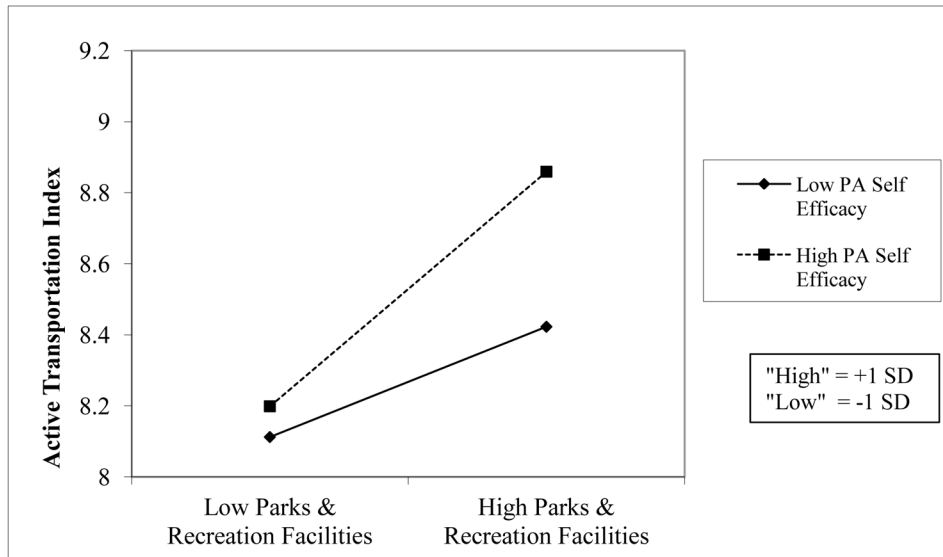 9.2
9
8.8
8.6
8.4
8.2
8
Active Transportation Index
Low Parks &
Recreation Facilities
High Parks &
Recreation Facilities
Low PA Self
Efficacy
High PA Self
Efficacy
"High" = +1 SD
"Low" = -1 SD